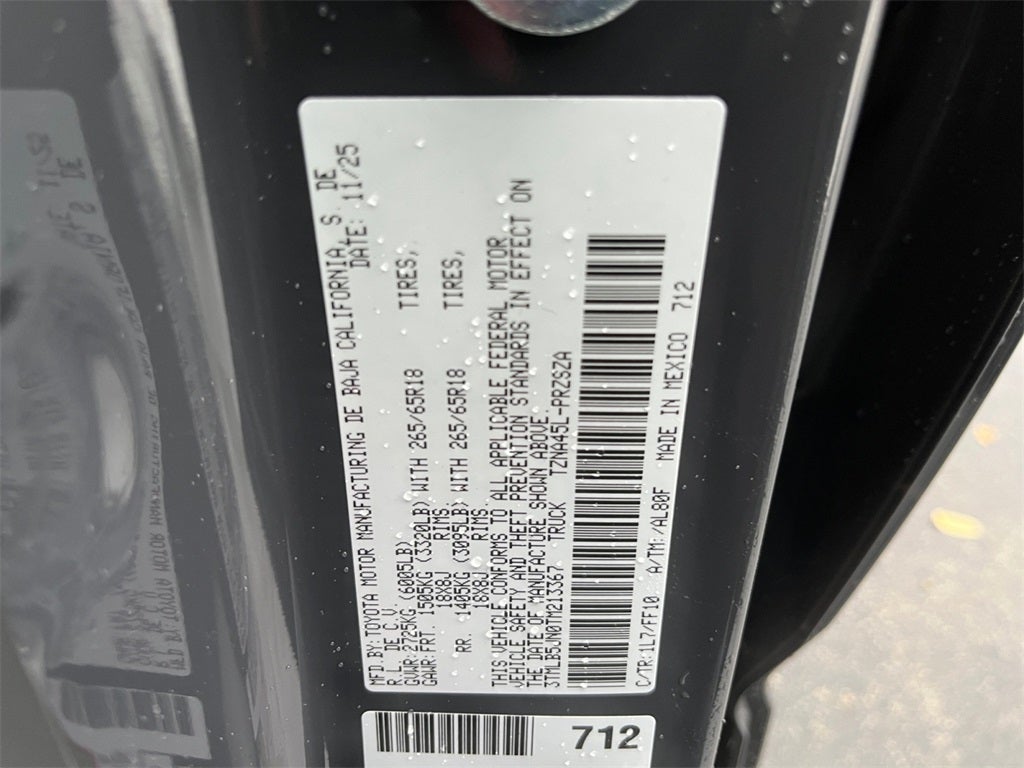 MFD.BY:TOYOTA MOTOR MANUFACTURING DE BAJA CALIFORNIA, S. DE
R.L. DE C.V. DATE: 11/25
GVWR:2725KG (6005LB)
GAWR:FRT. 1505KG (3320LB) WITH 265/65R18 TIRES,
18X8J RIMS
RR. 1405KG (3095LB) WITH 265/65R18 TIRES,
18X8J RIMS
THIS VEHICLE CONFORMS TO ALL APPLICABLE FEDERAL MOTOR
VEHICLE SAFETY AND THEFT PREVENTION STANDARDS IN EFFECT ON
THE DATE OF MANUFACTURE SHOWN ABOVE.
3TMLB5JN0TM213367 TRUCK TZNA45L-PRZSZA
C/TR:1L7/FF10 A/TM:/AL80F MADE IN MEXICO 712
712